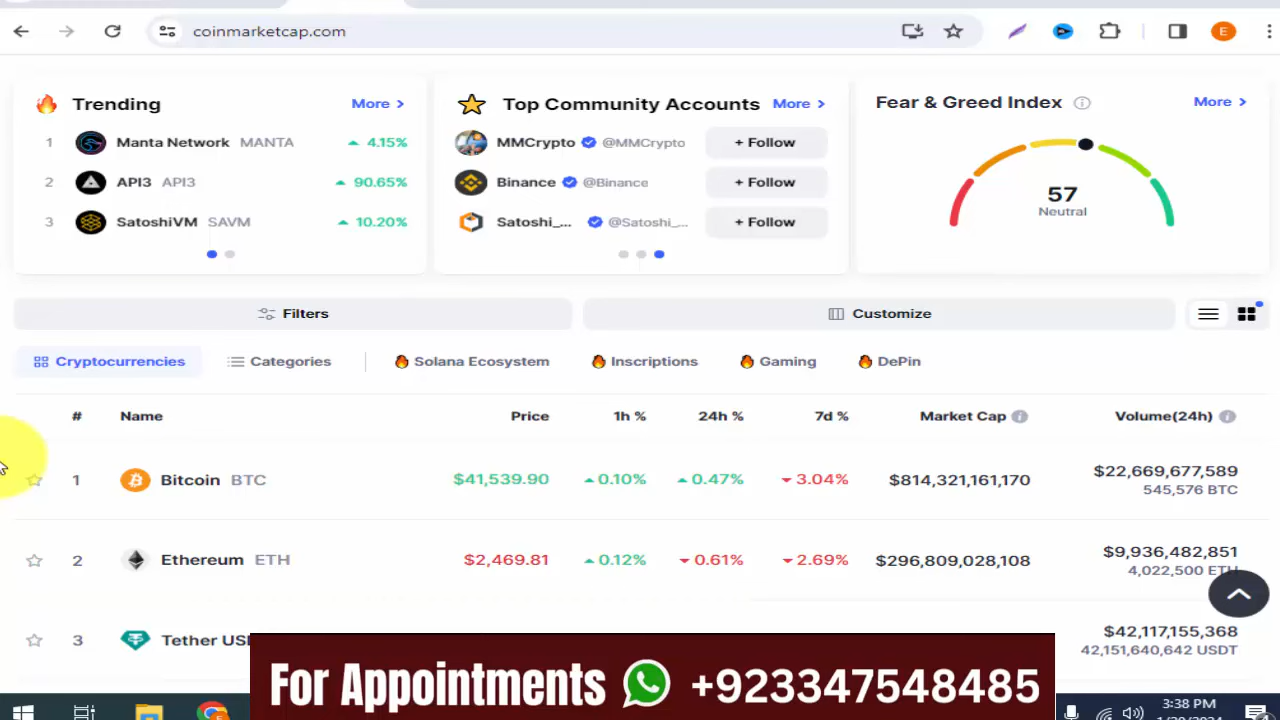 coinmarketcap.com
E
Trending
More >
1 Manta Network MANTA 4.15%
2 API3 API3 90.65%
3 SatoshiVM SAVM 10.20%
Top Community Accounts
More >
MMCrypto @MMCrypto + Follow
Binance @Binance + Follow
Satoshi_... @Satoshi_... + Follow
Fear & Greed Index
More >
57
Neutral
Filters
Customize
Cryptocurrencies Categories Solana Ecosystem Inscriptions Gaming DePin
# Name Price 1h % 24h % 7d % Market Cap Volume(24h)
1 Bitcoin BTC $41,539.90 0.10% 0.47% 3.04% $814,321,161,170 $22,669,677,589
545,576 BTC
2 Ethereum ETH $2,469.81 0.12% 0.61% 2.69% $296,809,028,108 $9,936,482,851
4,022,500 ETH
3 Tether $42,117,155,368
42,151,640,642 USDT
For Appointments +923347548485
3:38 PM